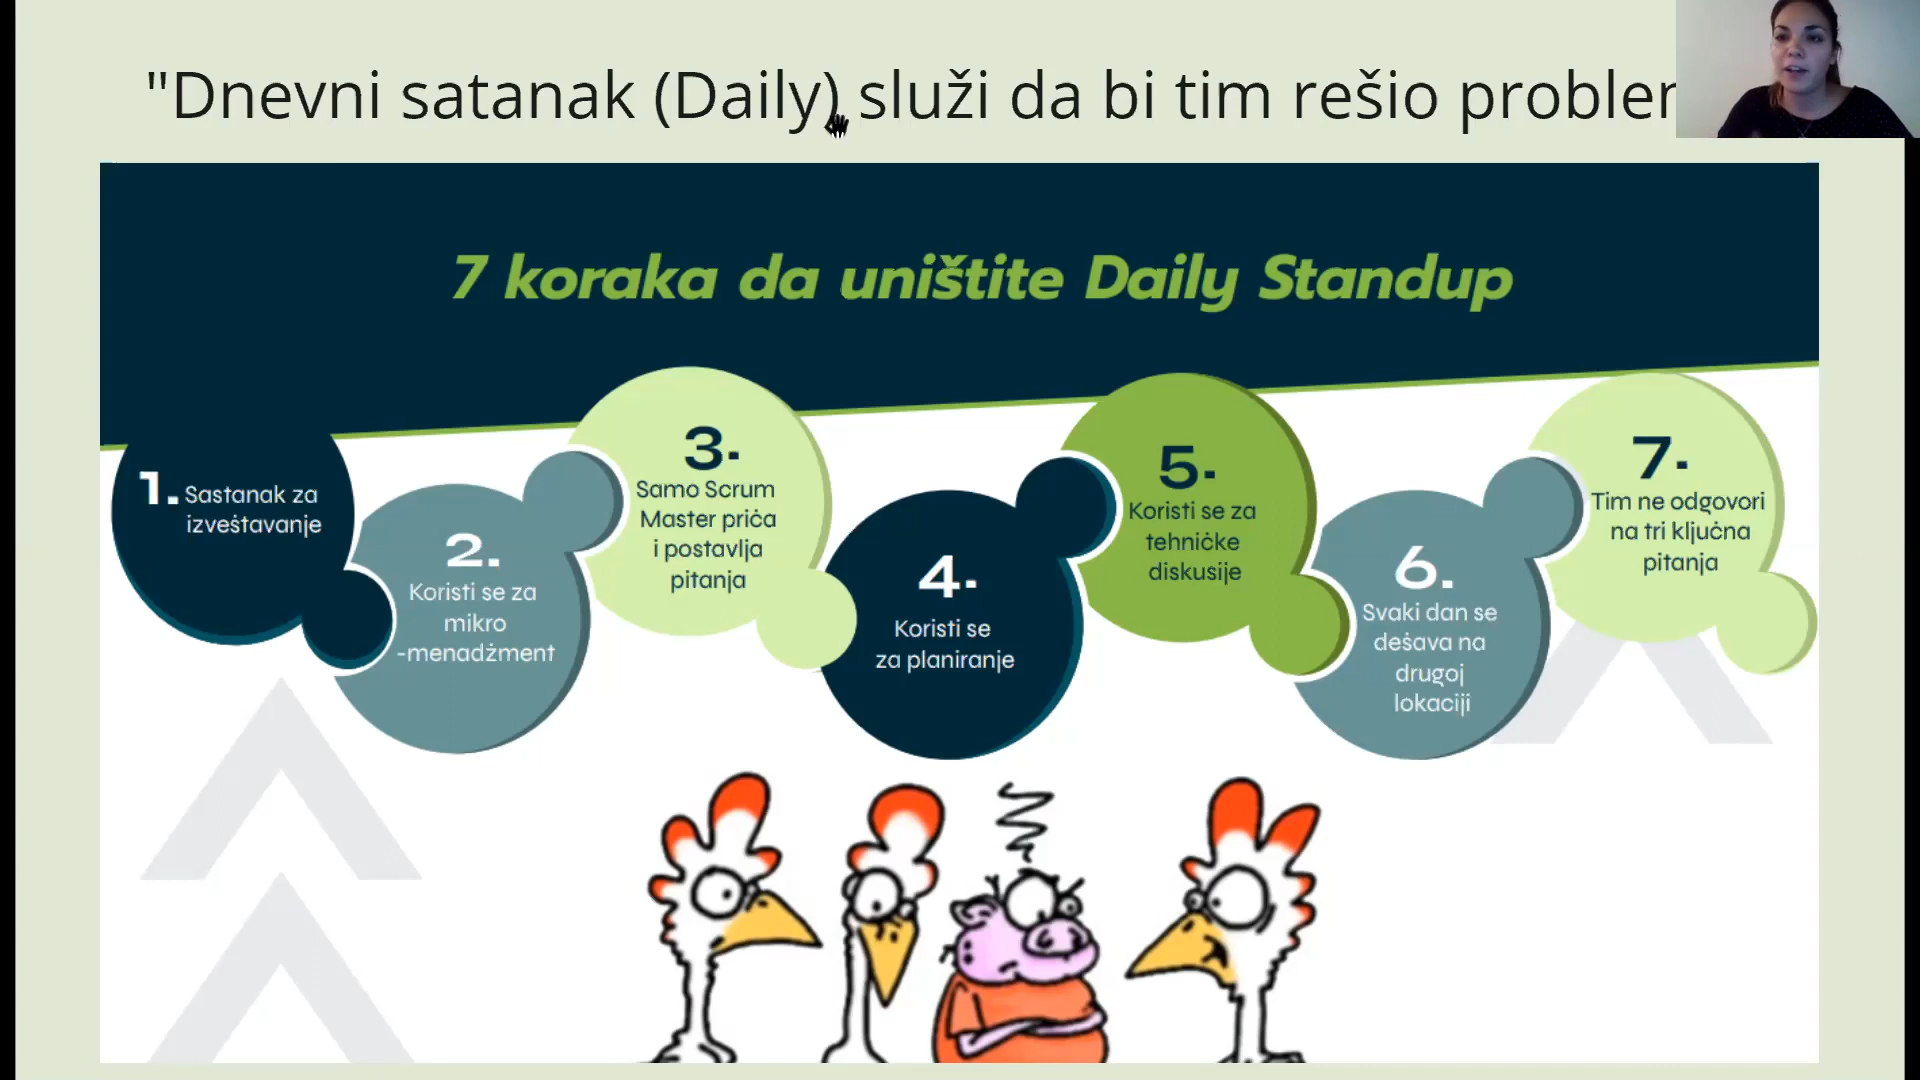 "Dnevni satanak (Daily) služi da bi tim rešio
7 koraka da uništite Daily Standup
1. Sastanak za
izveštavanje
2.
Koristi se za
mikro
-menadžment
3.
Samo Scrum
Master priča
i postavlja
pitanja
4.
Koristi se
za planiranje
5.
Koristi se za
tehničke
diskusije
6.
Svaki dan se
dešava na
drugoj
lokaciji
7.
Tim ne odgovori
na tri ključna
pitanja